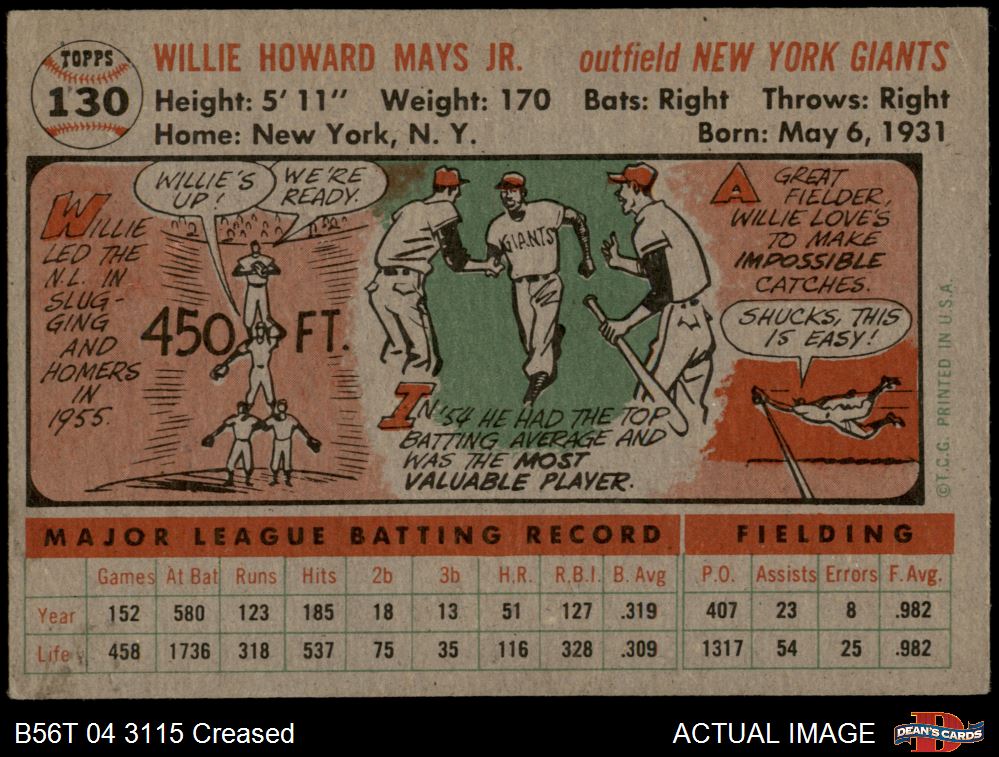 TOPPS
130
WILLIE HOWARD MAYS JR. outfield NEW YORK GIANTS
Height: 5' 11" Weight: 170 Bats: Right Throws: Right
Home: New York, N. Y. Born: May 6, 1931
WILLIE
LED THE
N.L. IN
SLUG-
GING
AND
HOMERS
IN
1955.
WILLIE'S
UP!
WE'RE
READY.
450 FT.
GIANTS
IN '54 HE HAD THE TOP
BATTING AVERAGE AND
WAS THE MOST
VALUABLE PLAYER.
A GREAT
FIELDER,
WILLIE LOVE'S
TO MAKE
IMPOSSIBLE
CATCHES.
SHUCKS, THIS
IS EASY!
©T.C.G. PRINTED IN U.S.A.
MAJOR LEAGUE BATTING RECORD FIELDING
Games At Bat Runs Hits 2b 3b H.R. R.B.I. B. Avg P.O. Assists Errors F. Avg.
Year 152 580 123 185 18 13 51 127 .319 407 23 8 .982
Life 458 1736 318 537 75 35 116 328 .309 1317 54 25 .982
B56T 04 3115 Creased ACTUAL IMAGE
D
DEAN'S CARDS